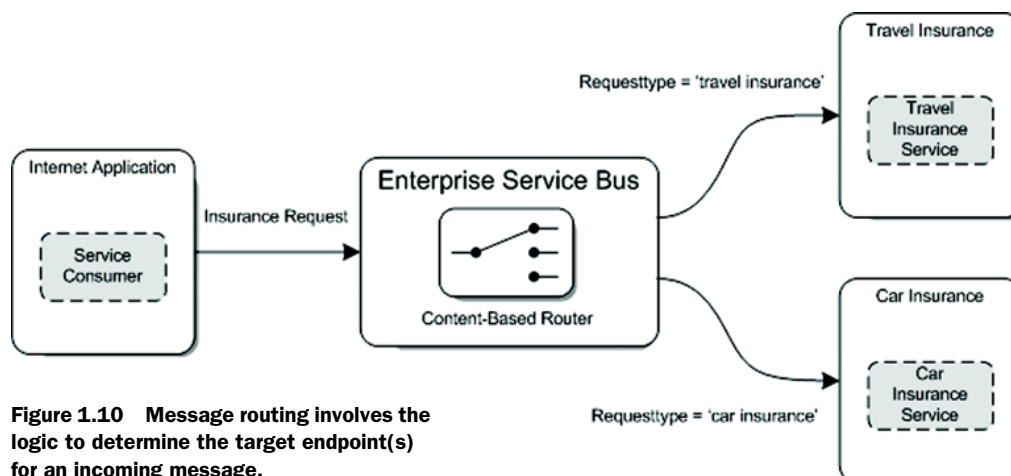 Travel Insurance
Requesttype = 'travel insurance'
Travel
Insurance
Service
Internet Application
Enterprise Service Bus
Insurance Request
Service
Consumer
Content-Based Router
Car Insurance
Car
Insurance
Service
Requesttype = 'car insurance'
Figure 1.10 Message routing involves the
logic to determine the target endpoint(s)
for an incoming message.